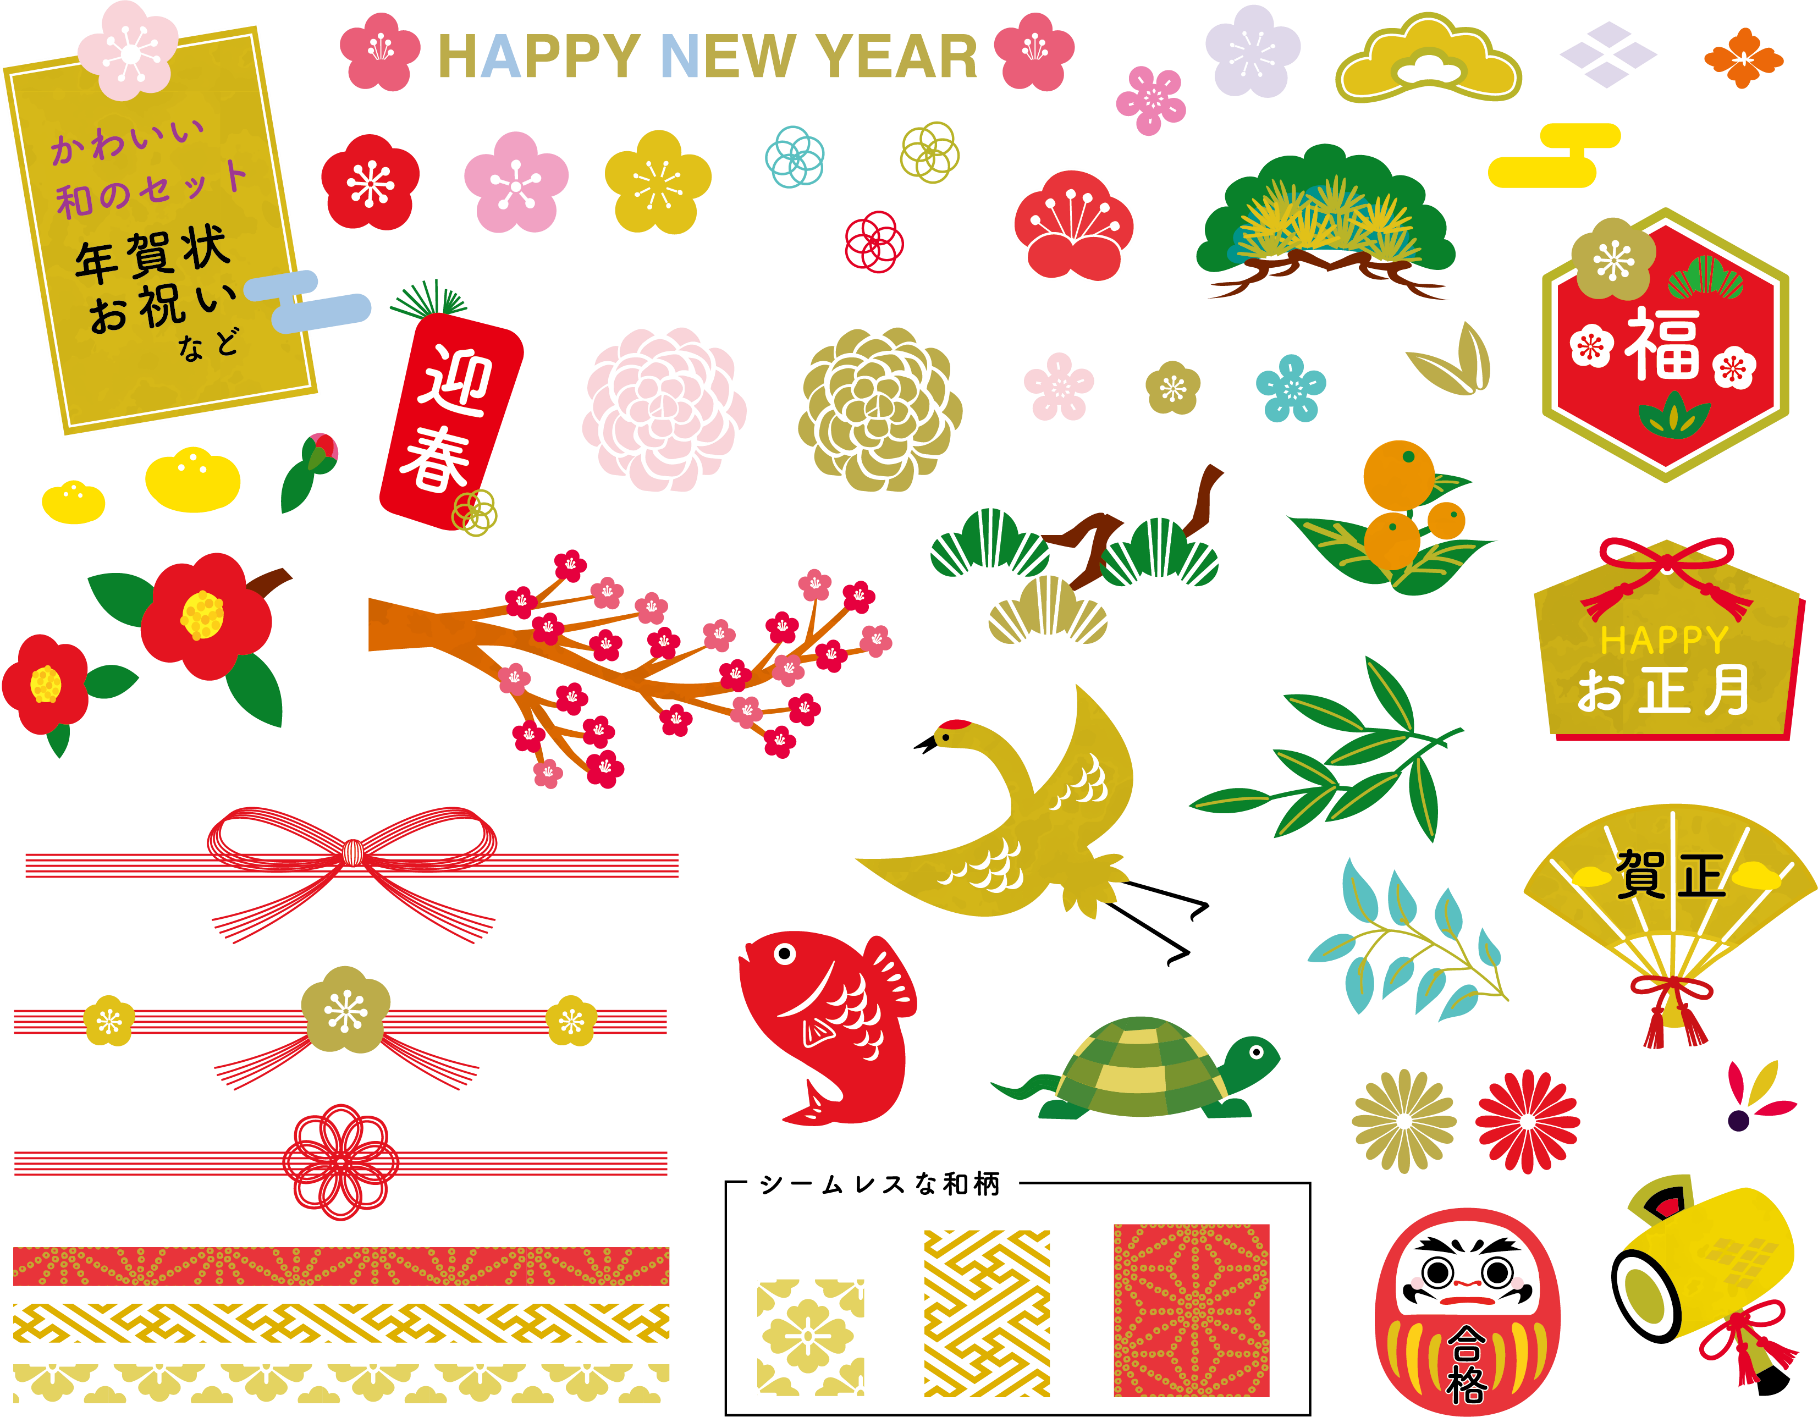 かわいい
和のセット
年賀状
お祝い
など
HAPPY NEW YEAR
迎春
福
HAPPY
お正月
賀正
シームレスな和柄
合格